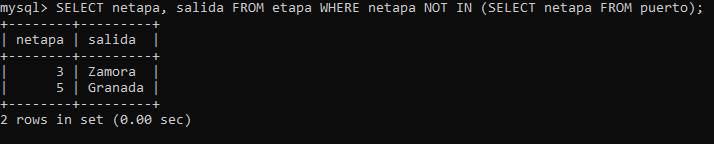 mysql> SELECT netapa, salida FROM etapa WHERE netapa NOT IN (SELECT netapa FROM puerto);
+--------+---------+
| netapa | salida  |
+--------+---------+
|      3 | Zamora  |
|      5 | Granada |
+--------+---------+
2 rows in set (0.00 sec)